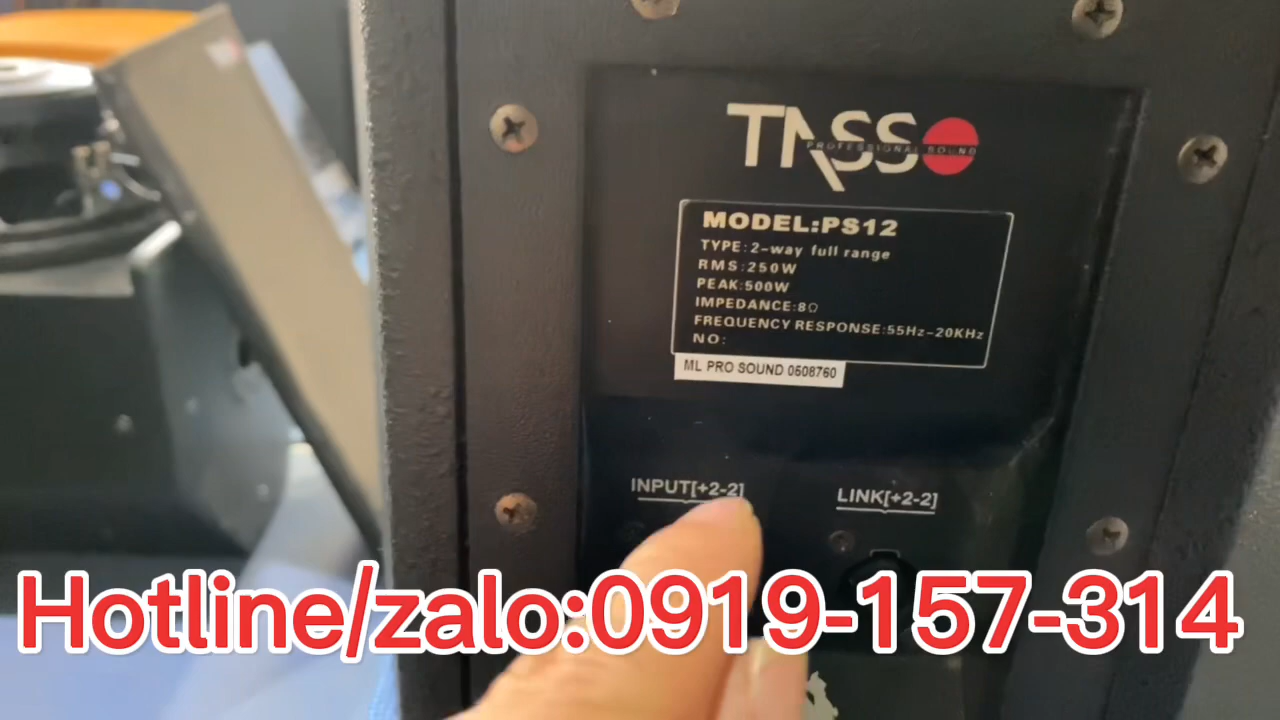 TASSO
PROFESSIONAL SOUND
MODEL:PS12
TYPE:2-way full range
RMS:250W
PEAK:500W
IMPEDANCE:8Ω
FREQUENCY RESPONSE:55Hz-20KHz
NO:
ML PRO SOUND 0508760
INPUT[+2-2]
LINK[+2-2]
Hotline/zalo:0919-157-314